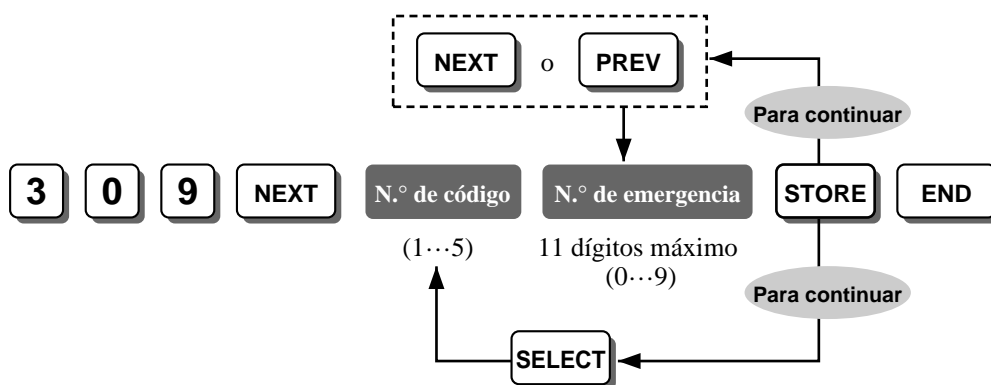 NEXT o PREV
Para continuar
3 0 9 NEXT N.° de código N.° de emergencia STORE END
(1···5) 11 dígitos máximo
(0···9)
Para continuar
SELECT